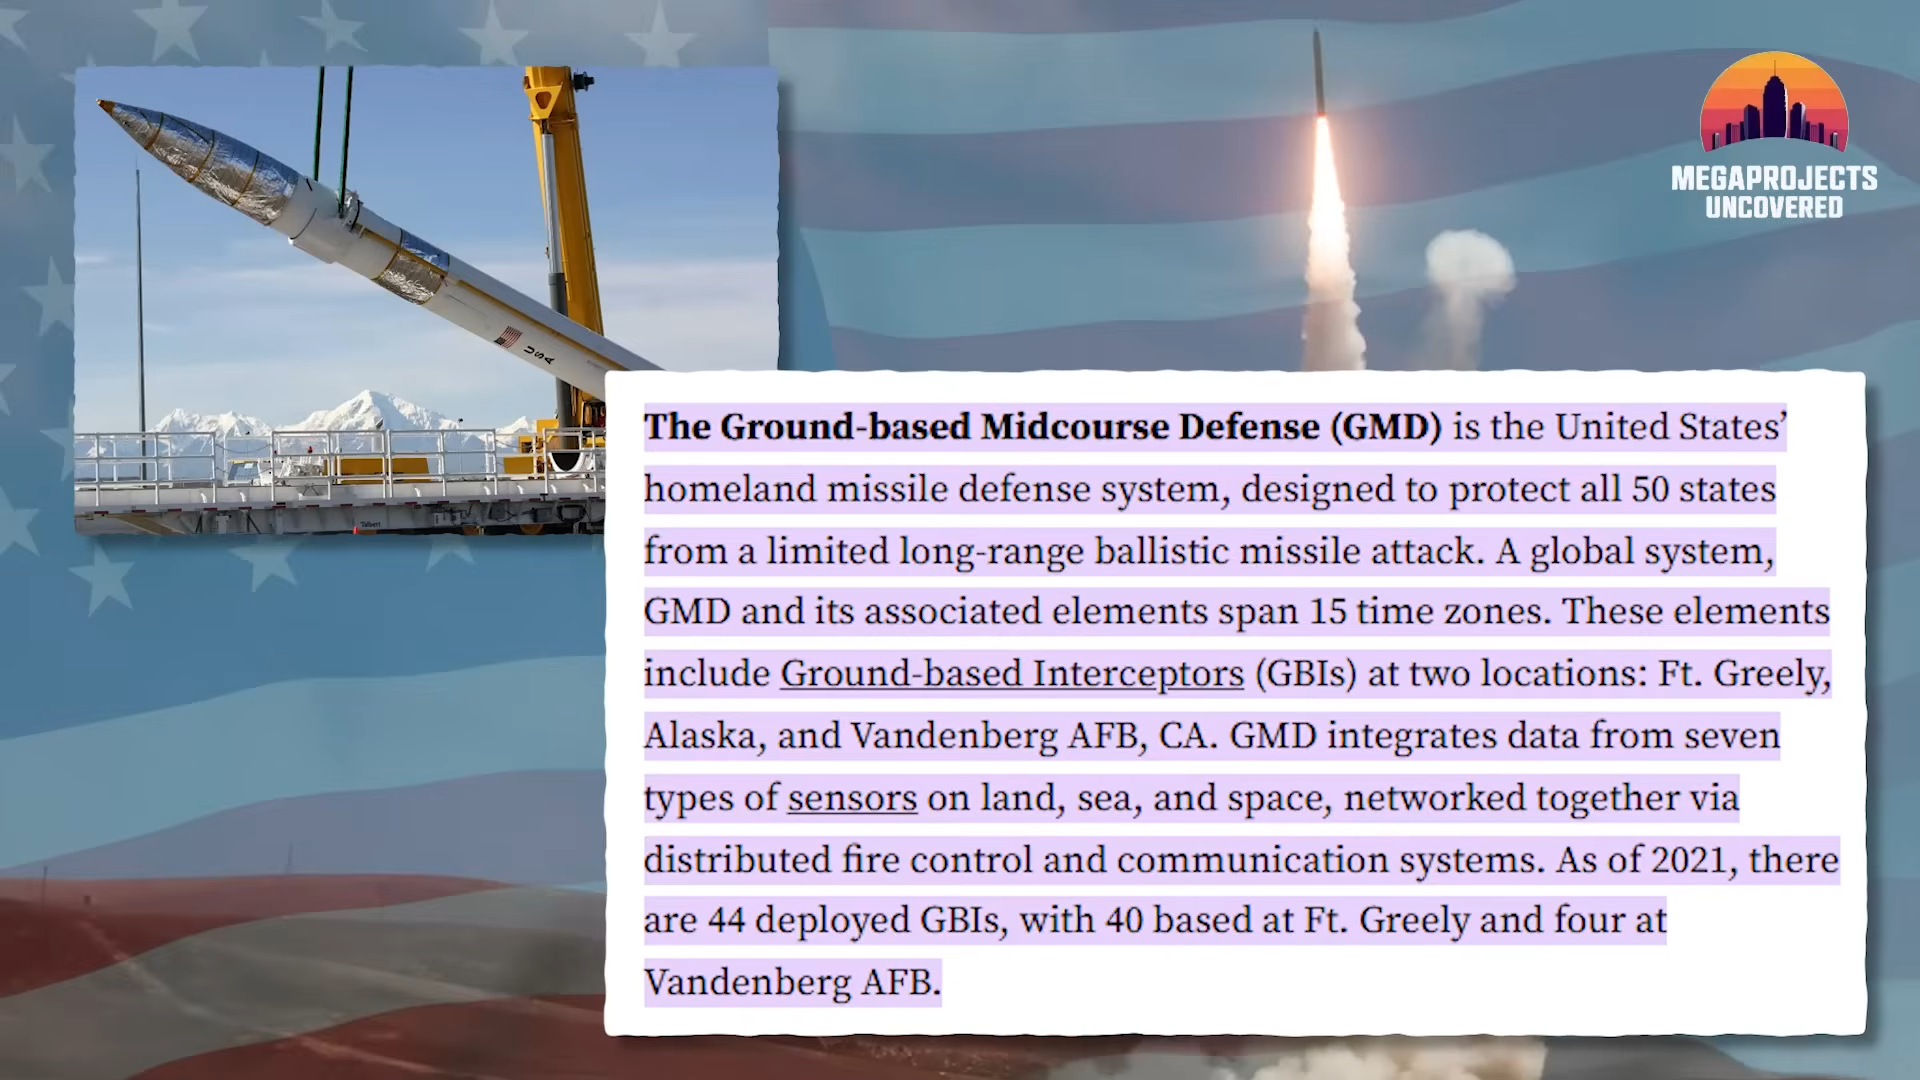 MEGAPROJECTS
UNCOVERED
USA
The Ground-based Midcourse Defense (GMD) is the United States’
homeland missile defense system, designed to protect all 50 states
from a limited long-range ballistic missile attack. A global system,
GMD and its associated elements span 15 time zones. These elements
include Ground-based Interceptors (GBIs) at two locations: Ft. Greely,
Alaska, and Vandenberg AFB, CA. GMD integrates data from seven
types of sensors on land, sea, and space, networked together via
distributed fire control and communication systems. As of 2021, there
are 44 deployed GBIs, with 40 based at Ft. Greely and four at
Vandenberg AFB.